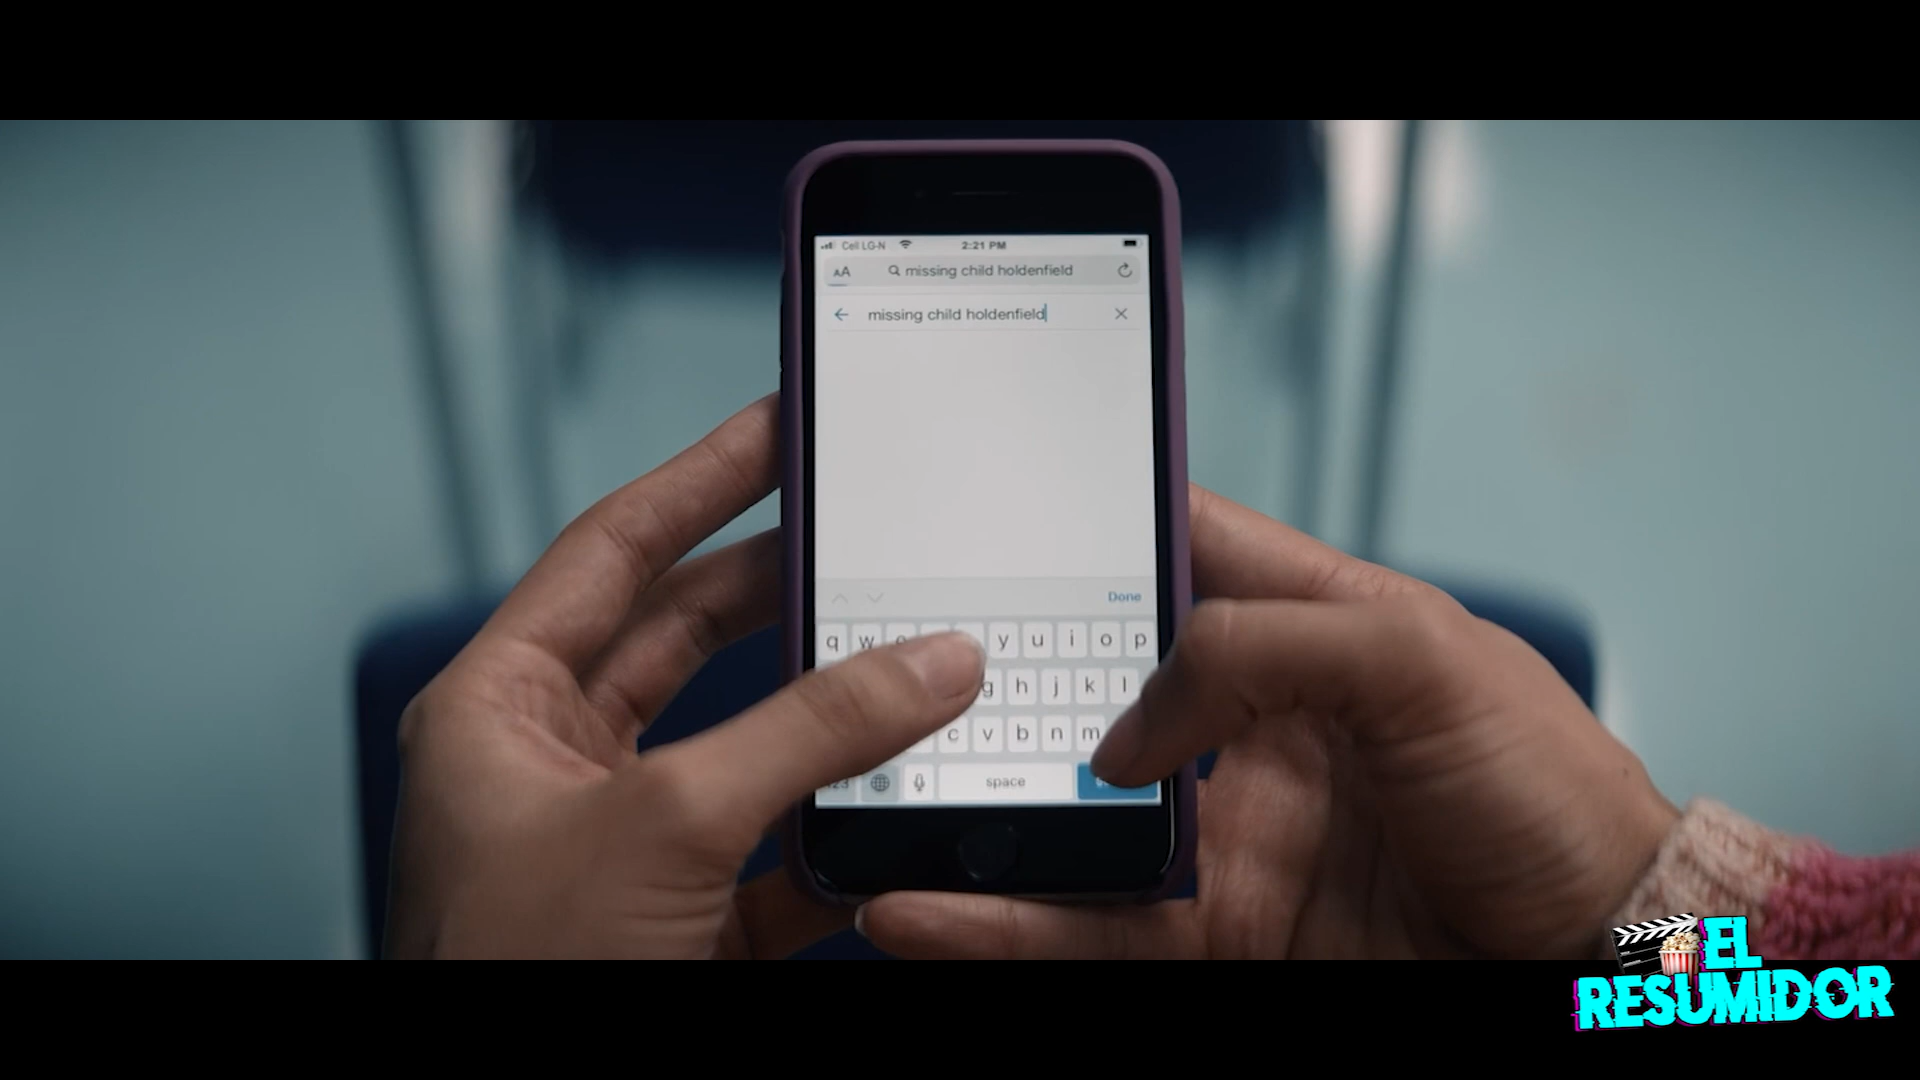 Cell LG-N 2:21 PM
AA missing child holdenfield
missing child holdenfield
Done
q w y u i o p
g h j k l
c v b n m
space
EL
RESUMIDOR